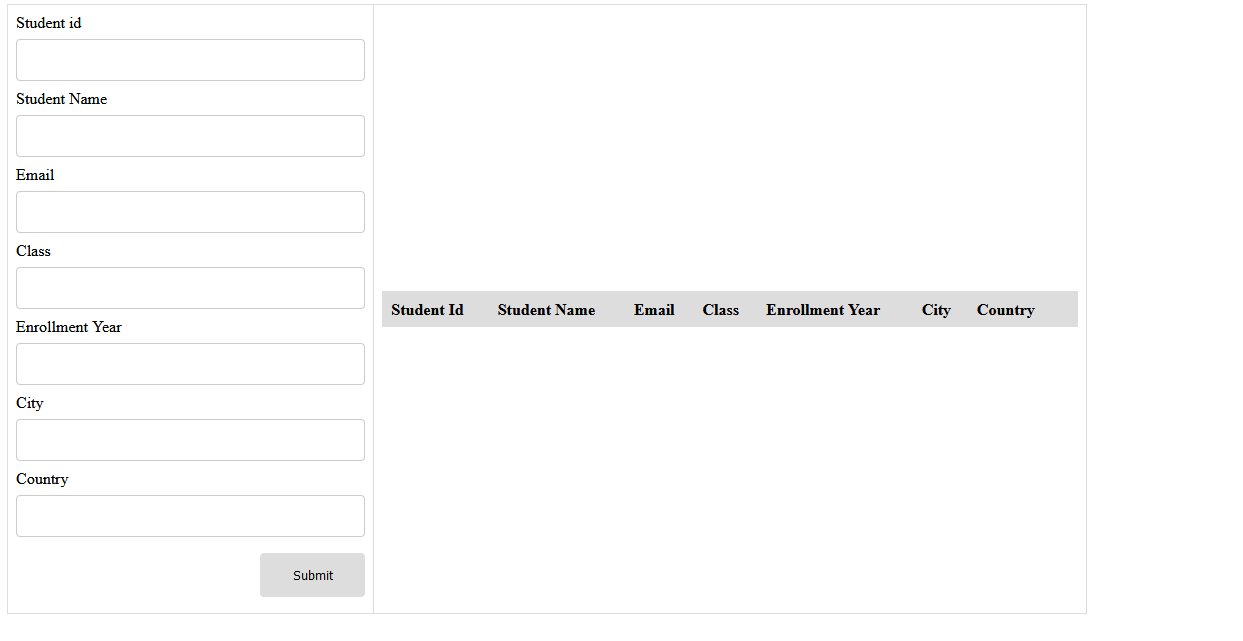 Student id
Student Name
Email
Class
Enrollment Year
City
Country
Submit
Student Id Student Name Email Class Enrollment Year City Country